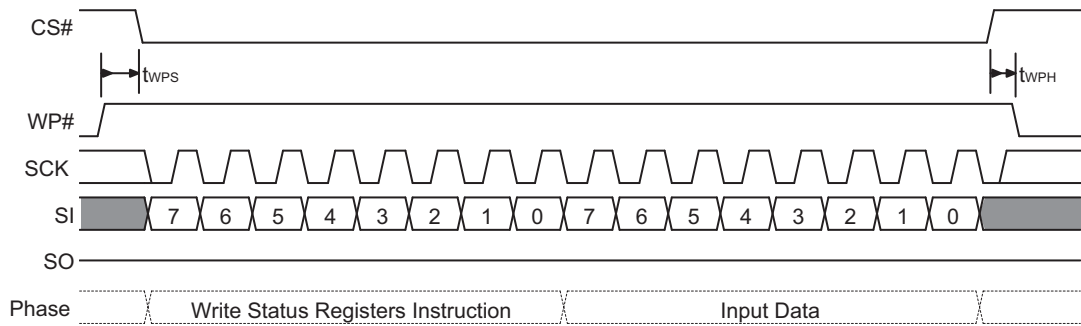 CS#
tWPS tWPH
WP#
SCK
SI 7 6 5 4 3 2 1 0 7 6 5 4 3 2 1 0
SO
Phase Write Status Registers Instruction Input Data